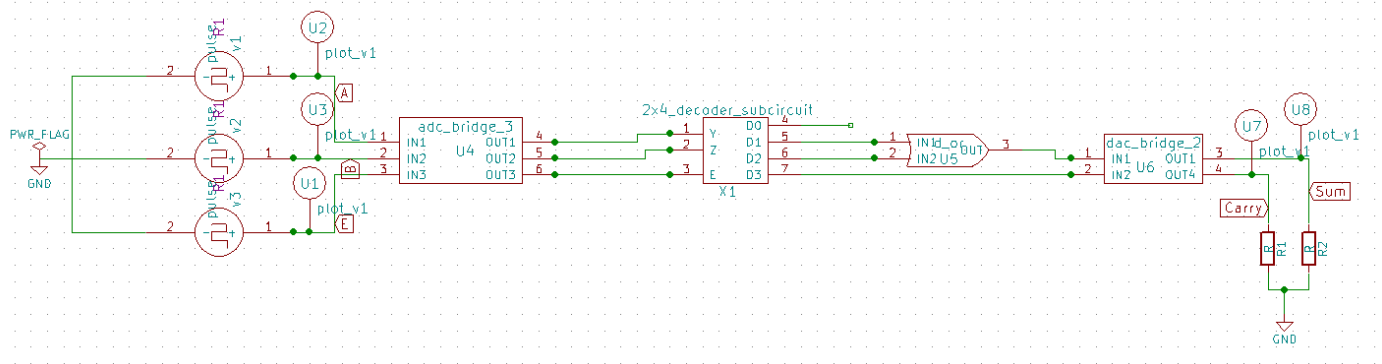 PWR_FLAG
GND
2
R1
pulse
v1
1
U2
plot_v1
A
2
R1
pulse
v2
1
U3
plot_v1
B
2
R1
pulse
v3
1
U1
plot_v1
E
adc_bridge_3
U4
1 IN1 OUT1 4
2 IN2 OUT2 5
3 IN3 OUT3 6
2x4_decoder_subcircuit
D0 4
1 Y D1 5
2 Z D2 6
3 E D3 7
X1
1 IN1 d_or OUT 3
2 IN2 U5
dac_bridge_2
1 IN1 OUT1 3
2 IN2 U6 OUT4 4
U7
plot_v1
U8
plot_v1
Carry
Sum
R
R1
R
R2
GND